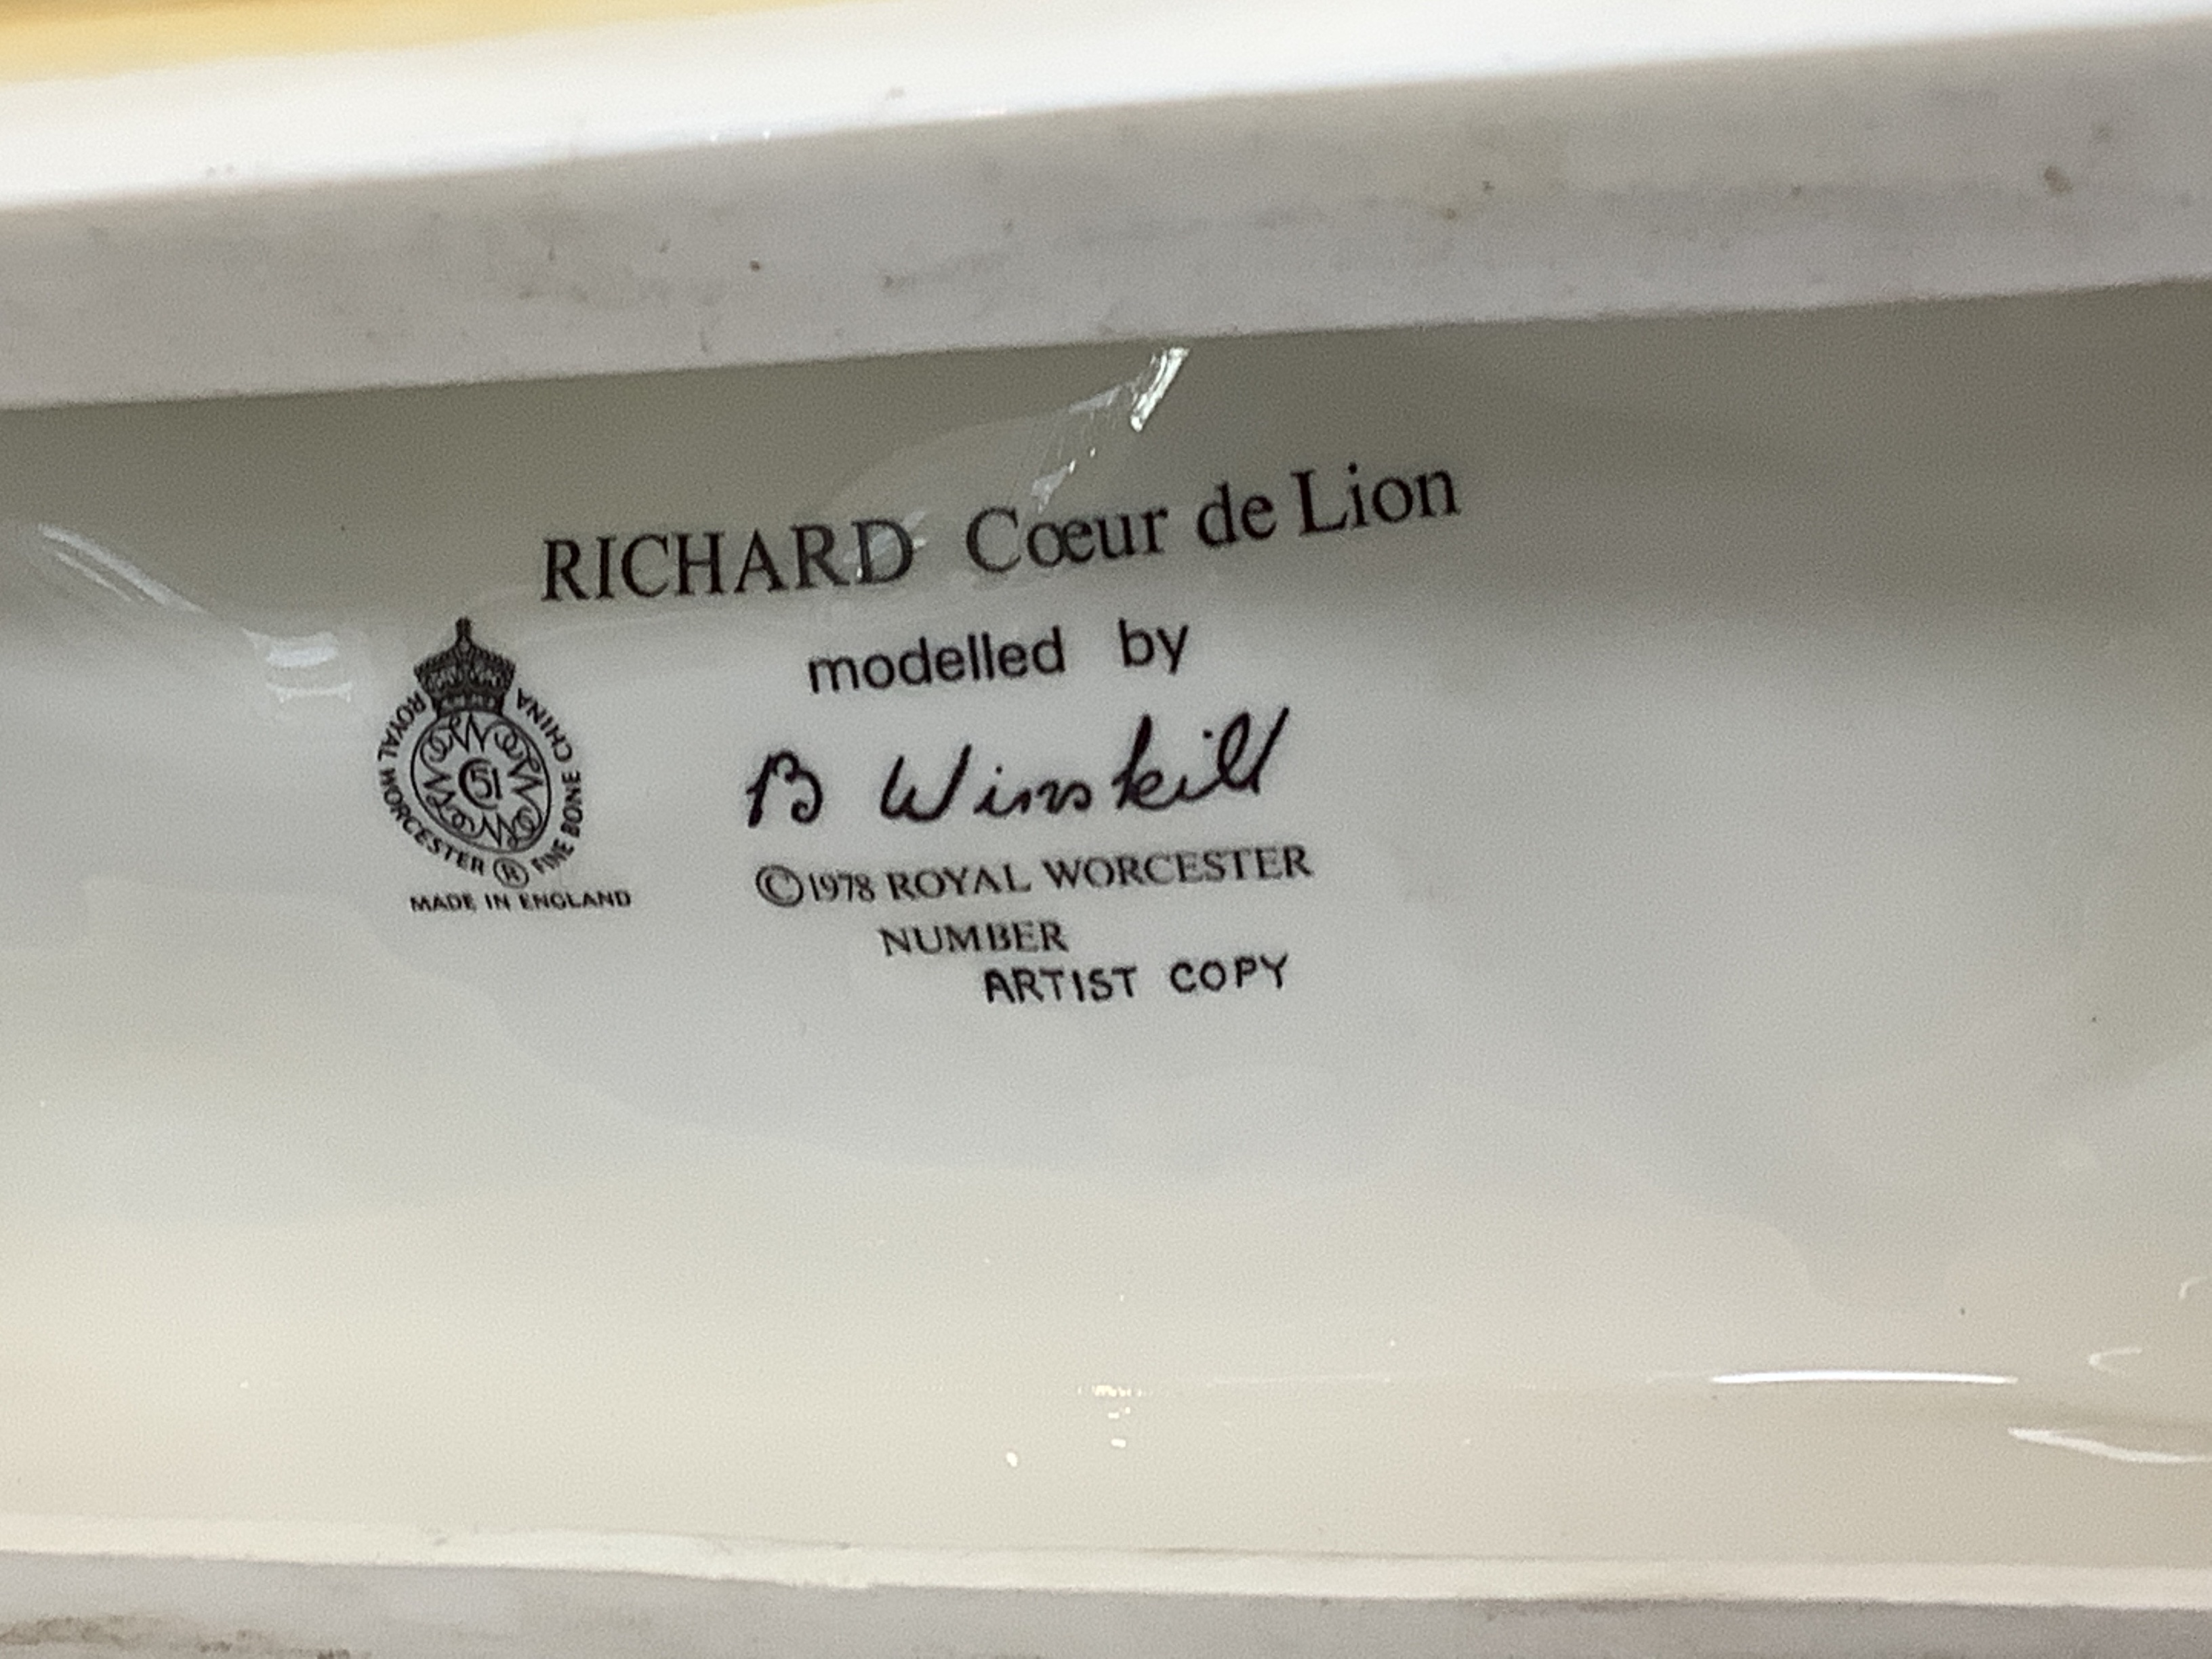 RICHARD Cœur de Lion
modelled by
B Winskill
©1978 ROYAL WORCESTER
NUMBER
ARTIST COPY
ROYAL WORCESTER ® FINE BONE CHINA
51
MADE IN ENGLAND